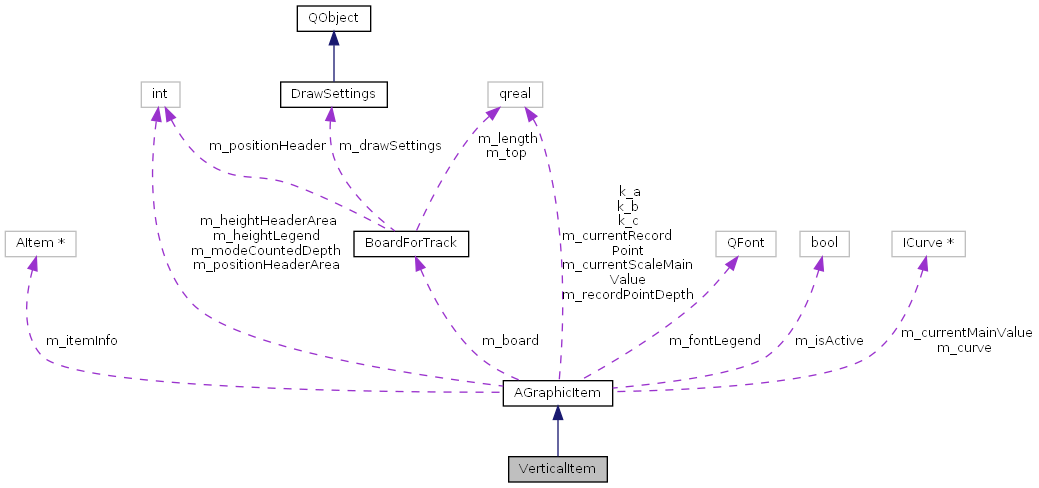 QObject
int
DrawSettings
qreal
m_positionHeader
m_drawSettings
m_length
m_top
k_a
k_b
k_c
m_currentRecord
Point
m_currentScaleMain
Value
m_recordPointDepth
m_heightHeaderArea
m_heightLegend
m_modeCountedDepth
m_positionHeaderArea
AItem *
BoardForTrack
QFont
bool
ICurve *
m_itemInfo
m_board
m_fontLegend
m_isActive
m_currentMainValue
m_curve
AGraphicItem
VerticalItem